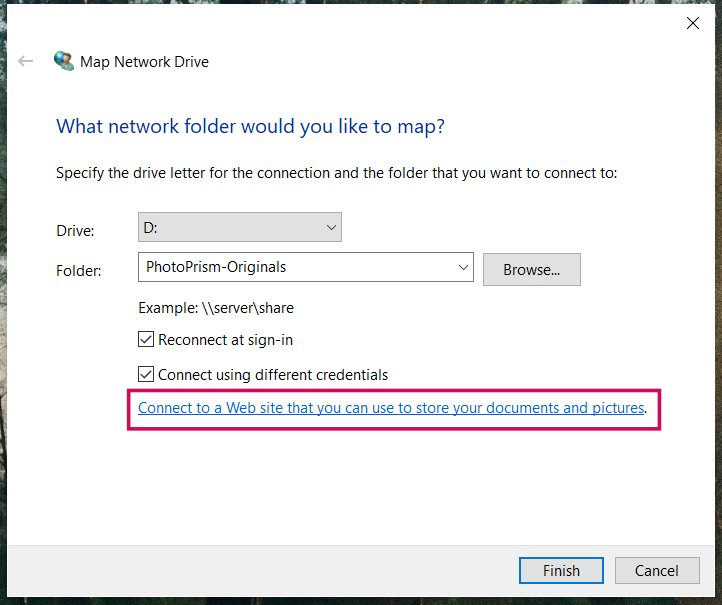 Map Network Drive
What network folder would you like to map?
Specify the drive letter for the connection and the folder that you want to connect to:
Drive: D:
Folder: PhotoPrism-Originals Browse...
Example: \\server\share
Reconnect at sign-in
Connect using different credentials
Connect to a Web site that you can use to store your documents and pictures.
Finish Cancel